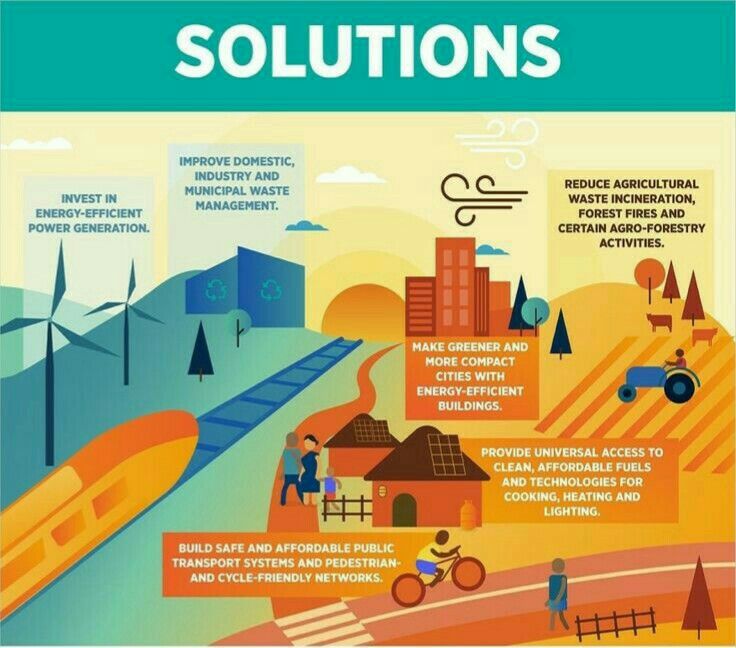 SOLUTIONS
INVEST IN
ENERGY-EFFICIENT
POWER GENERATION.
IMPROVE DOMESTIC,
INDUSTRY AND
MUNICIPAL WASTE
MANAGEMENT.
REDUCE AGRICULTURAL
WASTE INCINERATION,
FOREST FIRES AND
CERTAIN AGRO-FORESTRY
ACTIVITIES.
MAKE GREENER AND
MORE COMPACT
CITIES WITH
ENERGY-EFFICIENT
BUILDINGS.
PROVIDE UNIVERSAL ACCESS TO
CLEAN, AFFORDABLE FUELS
AND TECHNOLOGIES FOR
COOKING, HEATING AND
LIGHTING.
BUILD SAFE AND AFFORDABLE PUBLIC
TRANSPORT SYSTEMS AND PEDESTRIAN-
AND CYCLE-FRIENDLY NETWORKS.